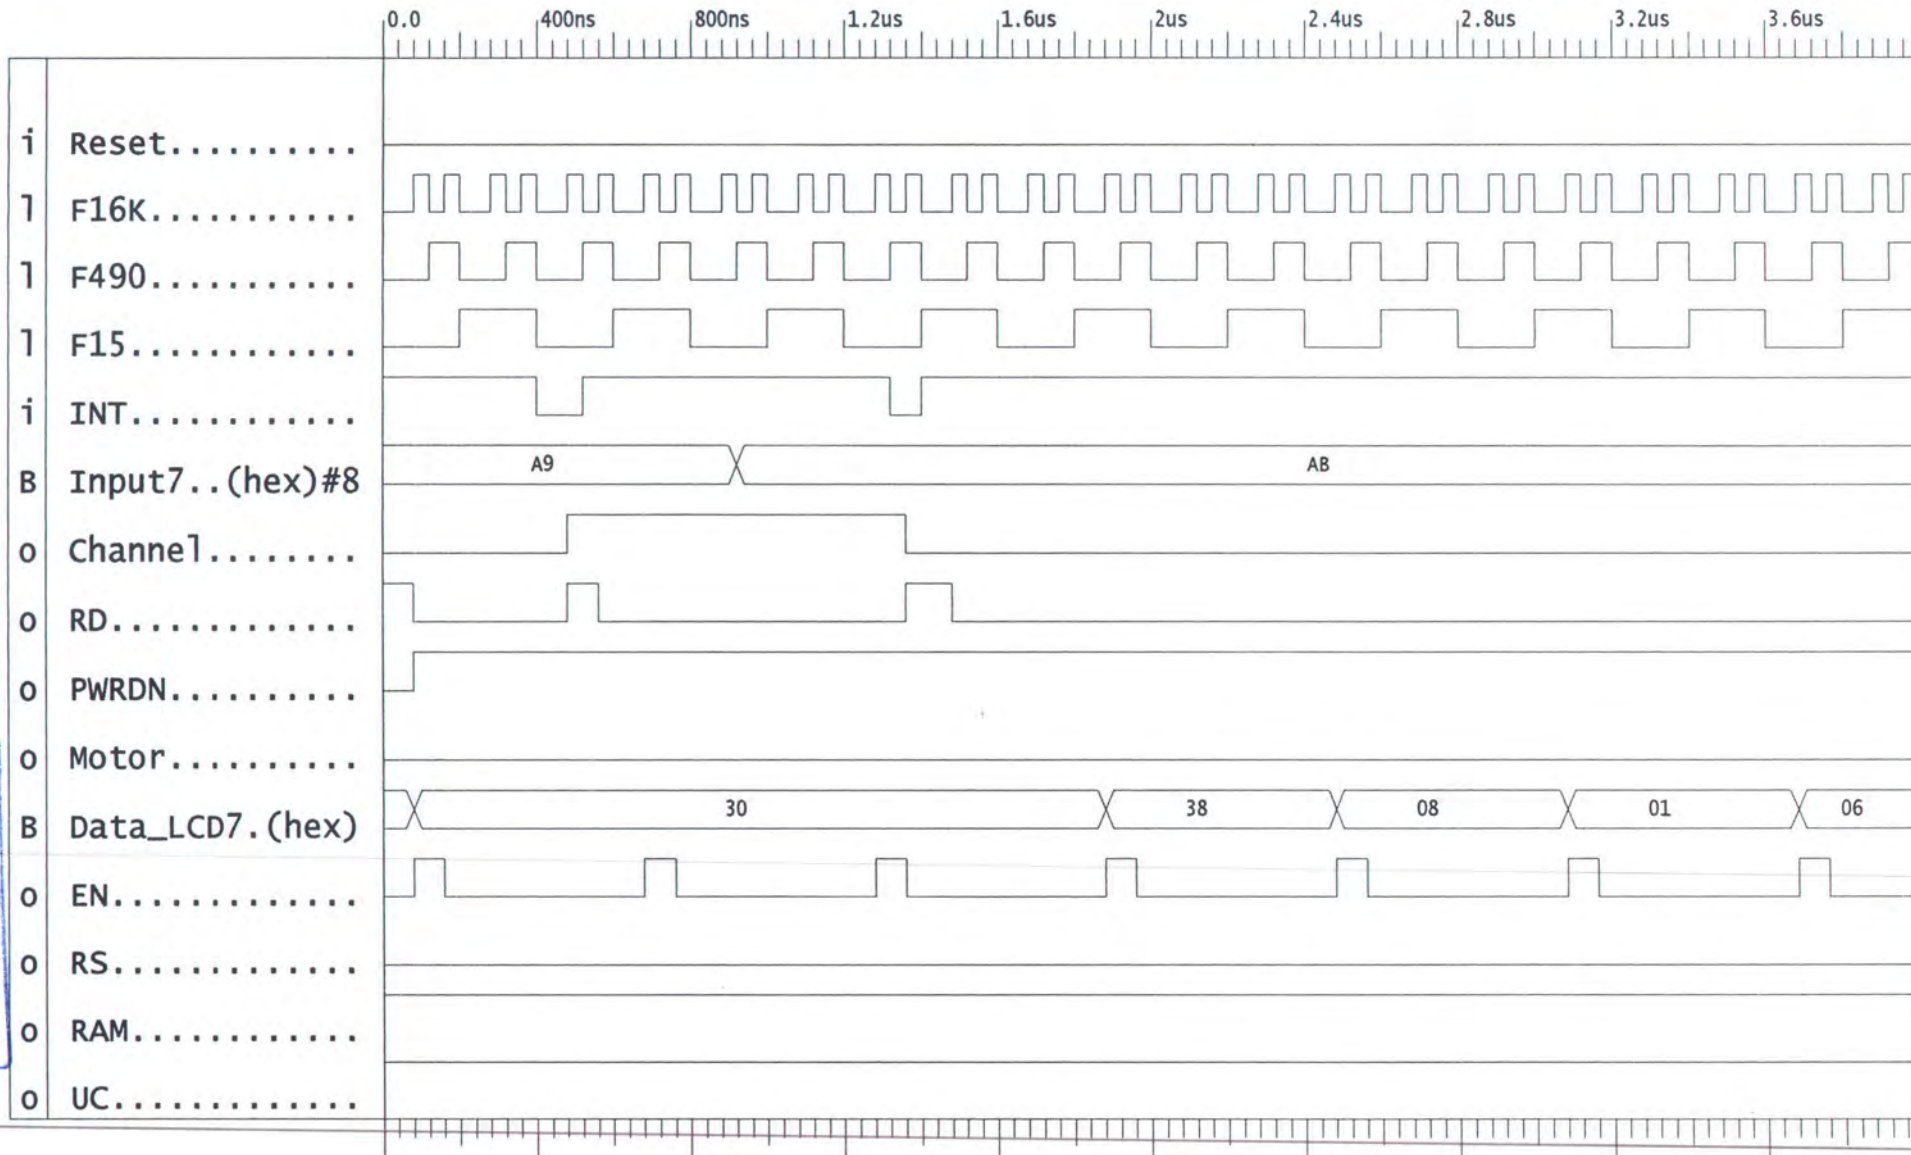 0.0 400ns 800ns 1.2us 1.6us 2us 2.4us 2.8us 3.2us 3.6us
i Reset..........
l F16K...........
l F490...........
l F15............
i INT............
B Input7..(hex)#8 A9 AB
o Channel........
o RD.............
o PWRDN..........
o Motor..........
B Data_LCD7.(hex) 30 38 08 01 06
o EN.............
o RS.............
o RAM............
o UC.............